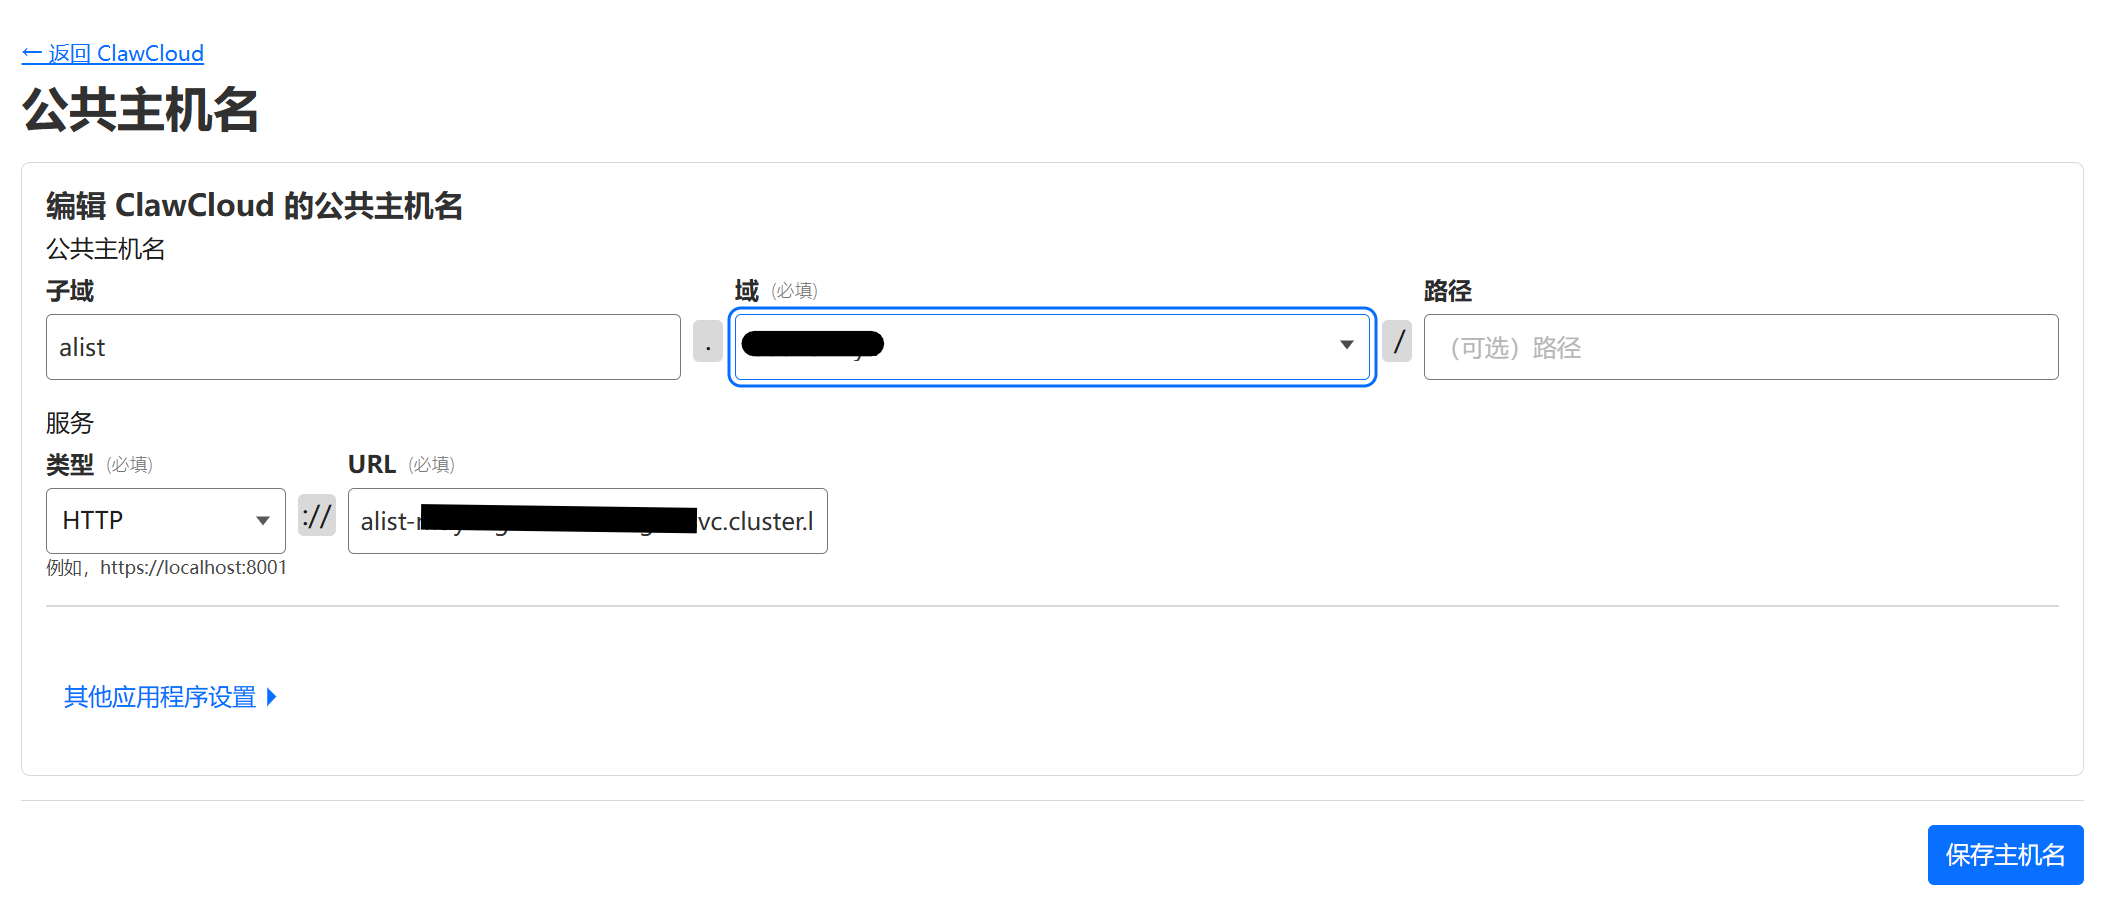 ← 返回 ClawCloud
公共主机名
编辑 ClawCloud 的公共主机名
公共主机名
子域 域 (必填) 路径
alist . / （可选）路径
服务
类型 (必填) URL (必填)
HTTP :// alist- vc.cluster.l
例如，https://localhost:8001
其他应用程序设置
保存主机名